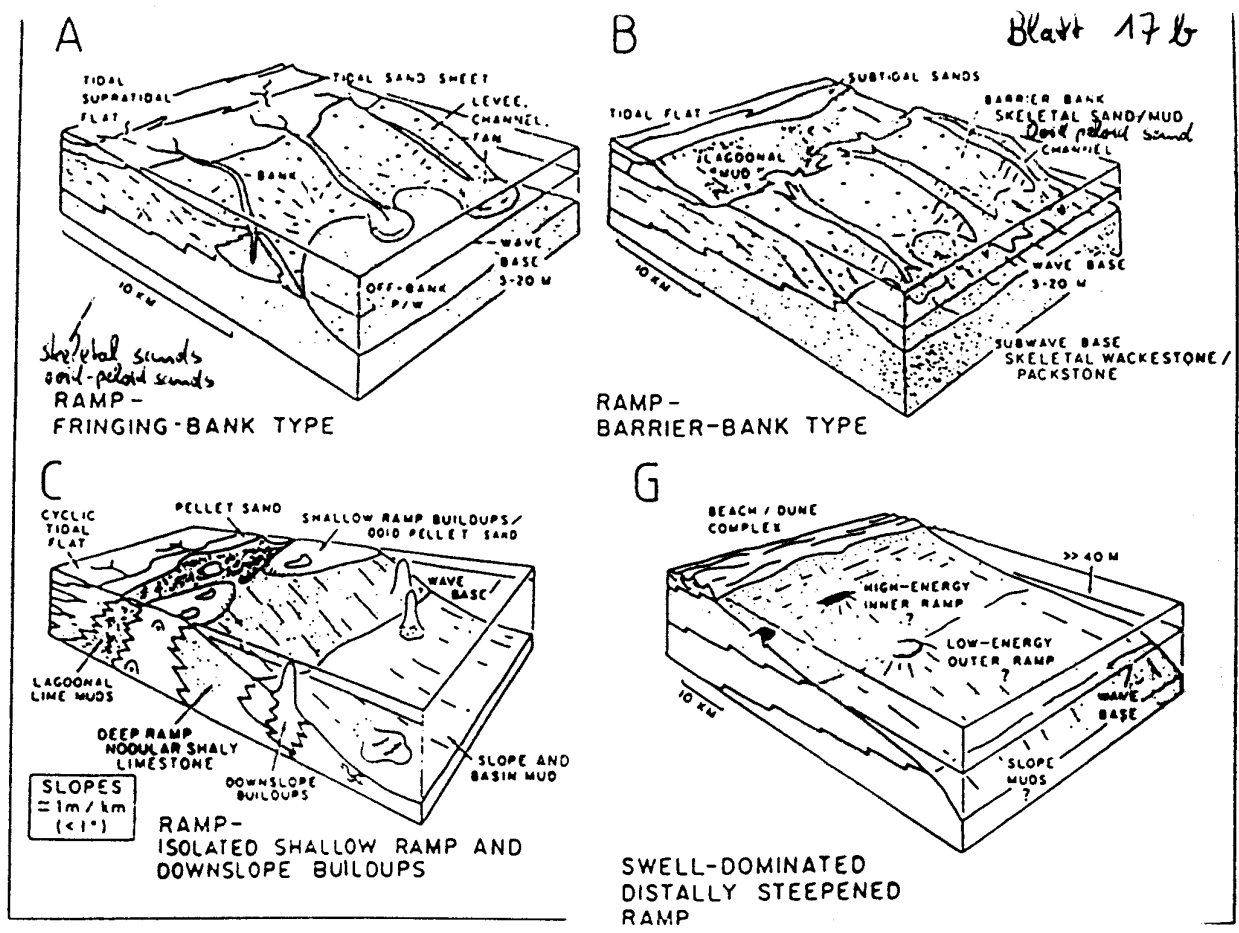 A
TIDAL
SUPRATIDAL
FLAT
TIDAL SAND SHEET
LEVEE,
CHANNEL,
FAN
BANK
WAVE
BASE
5-20 M
OFF-BANK
P/W
10 KM
skeletal sands
ooid-peloid sands
RAMP-
FRINGING-BANK TYPE
B
Blatt 17b
SUBTIDAL SANDS
TIDAL FLAT
BARRIER BANK
SKELETAL SAND/MUD
Ooid peloid sand
CHANNEL
LAGOONAL
MUD
10 KM
WAVE BASE
5-20 M
SUBWAVE BASE
SKELETAL WACKESTONE/
PACKSTONE
RAMP-
BARRIER-BANK TYPE
C
CYCLIC
TIDAL
FLAT
PELLET SAND
SHALLOW RAMP BUILDUPS/
OOID PELLET SAND
WAVE
BASE
LAGOONAL
LIME MUDS
DEEP RAMP
NODULAR SHALY
LIMESTONE
DOWNSLOPE
BUILDUPS
SLOPE AND
BASIN MUD
SLOPES
≃1m/km
(<1°)
RAMP-
ISOLATED SHALLOW RAMP AND
DOWNSLOPE BUILDUPS
G
BEACH / DUNE
COMPLEX
>> 40 M
HIGH-ENERGY
INNER RAMP
?
LOW-ENERGY
OUTER RAMP
?
10 KM
WAVE
BASE
SLOPE
MUDS
?
SWELL-DOMINATED
DISTALLY STEEPENED
RAMP